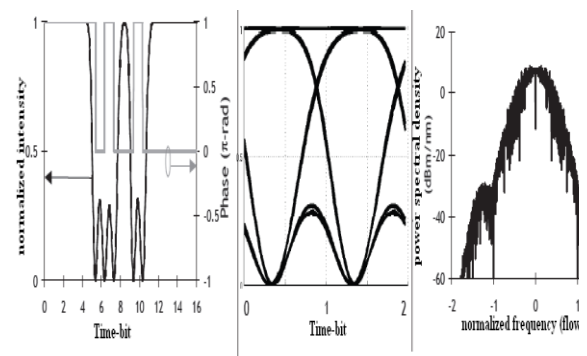 normalized intensity
1
0.5
0
0 2 4 6 8 10 12 14 16
Time-bit
1
0.5
0
-0.5
-1
Phase (π-rad)
1
0.5
0
0 1 2
Time-bit
power spectral density
(dBm/nm)
20
0
-20
-40
-60
-2 -1 0 1
normalized frequency (flow